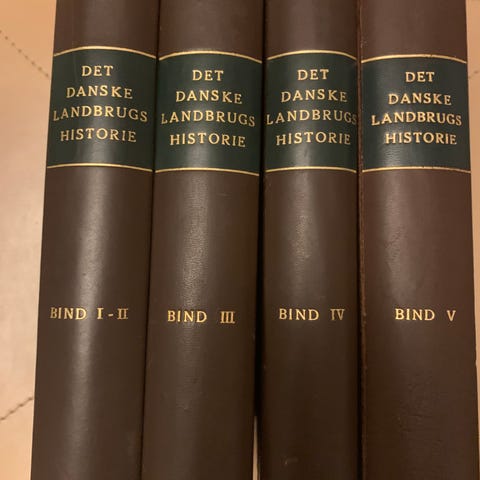 DET
DANSKE
LANDBRUGS
HISTORIE
BIND I-II
DET
DANSKE
LANDBRUGS
HISTORIE
BIND III
DET
DANSKE
LANDBRUGS
HISTORIE
BIND IV
DET
DANSKE
LANDBRUGS
HISTORIE
BIND V